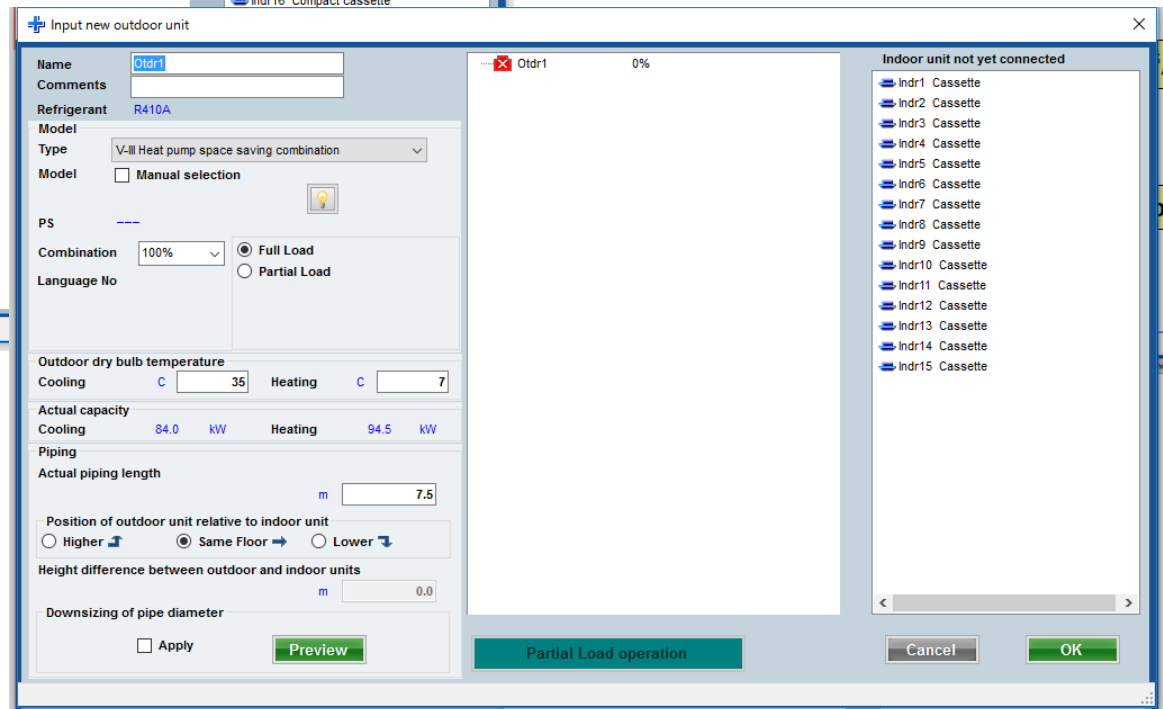 Indr16 Compact cassette
Input new outdoor unit
Name Otdr1
Comments
Refrigerant R410A
Model
Type V-III Heat pump space saving combination
Model Manual selection
PS ---
Combination 100% Full Load
Partial Load
Language No
Outdoor dry bulb temperature
Cooling C 35 Heating C 7
Actual capacity
Cooling 84.0 kW Heating 94.5 kW
Piping
Actual piping length
m 7.5
Position of outdoor unit relative to indoor unit
Higher Same Floor Lower
Height difference between outdoor and indoor units
m 0.0
Downsizing of pipe diameter
Apply Preview
Otdr1 0%
Partial Load operation
Indoor unit not yet connected
Indr1 Cassette
Indr2 Cassette
Indr3 Cassette
Indr4 Cassette
Indr5 Cassette
Indr6 Cassette
Indr7 Cassette
Indr8 Cassette
Indr9 Cassette
Indr10 Cassette
Indr11 Cassette
Indr12 Cassette
Indr13 Cassette
Indr14 Cassette
Indr15 Cassette
Cancel OK